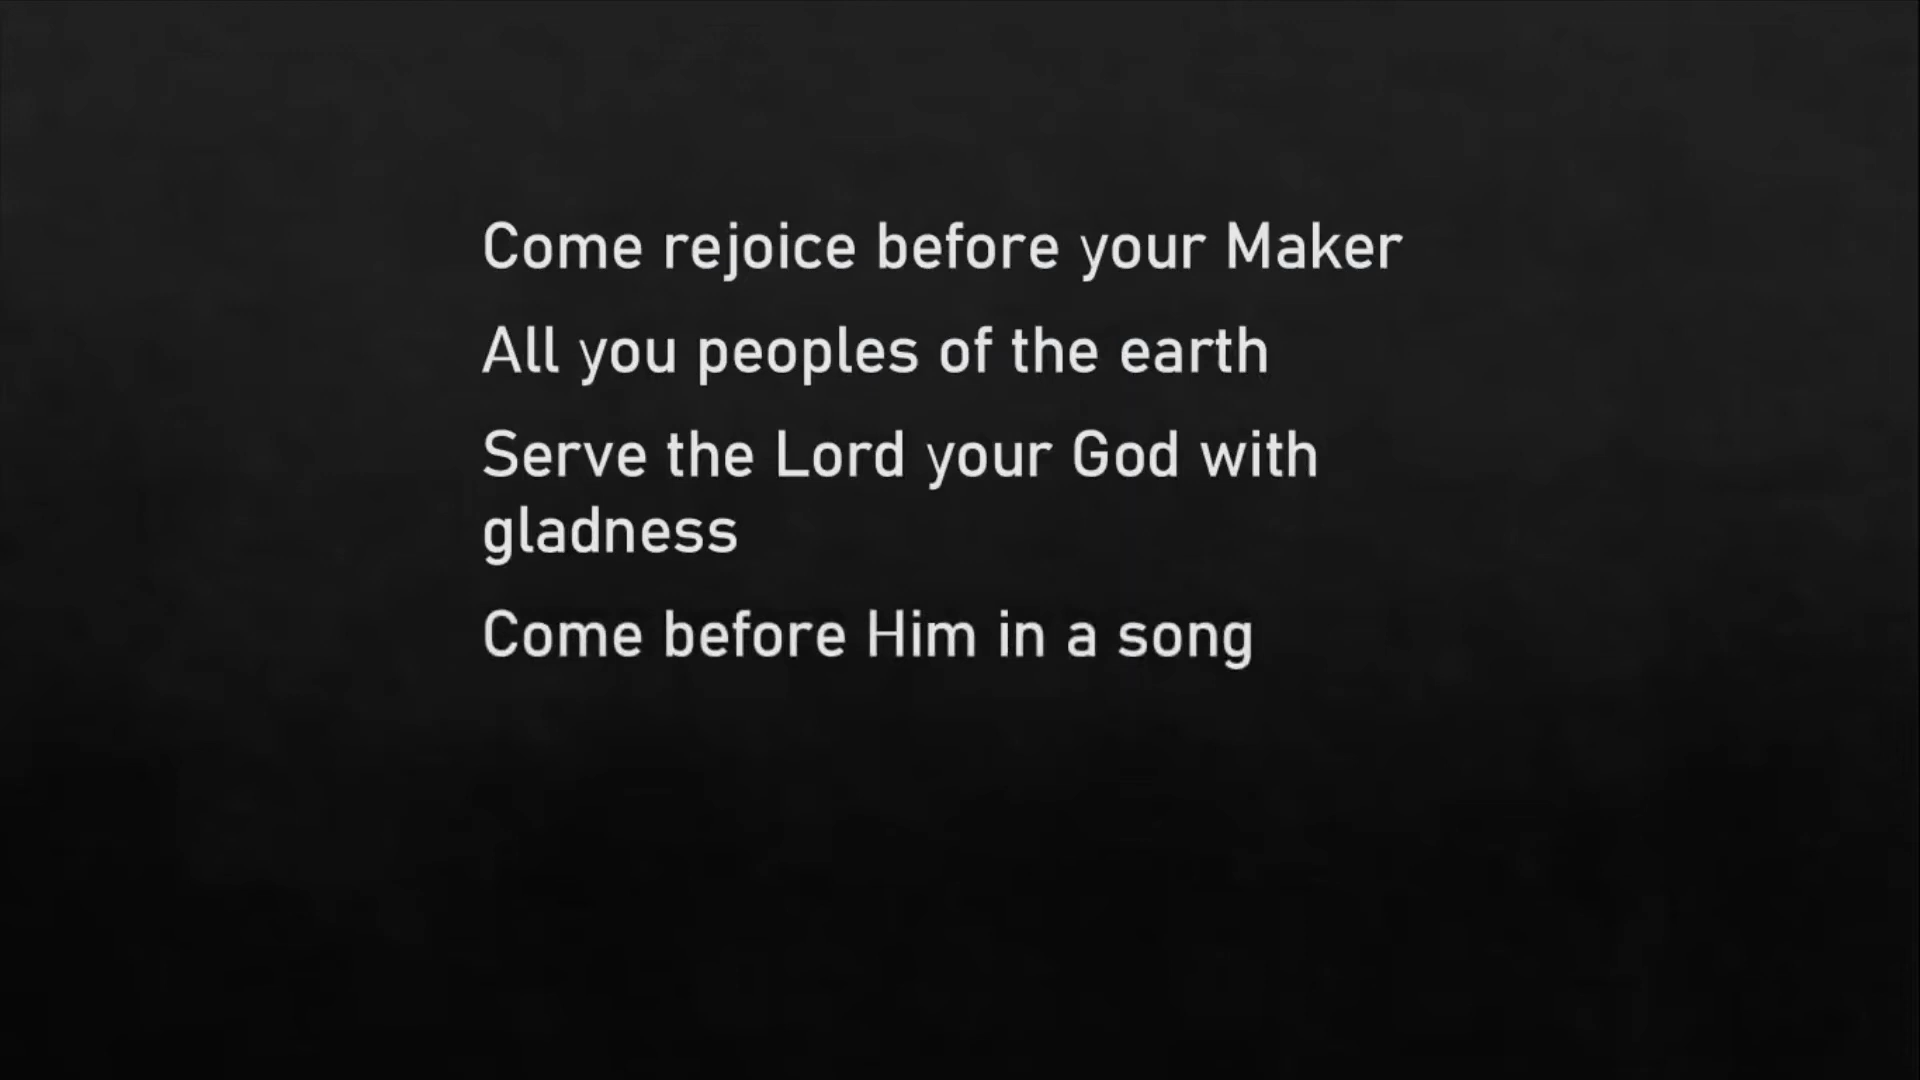 Come rejoice before your Maker
All you peoples of the earth
Serve the Lord your God with
gladness
Come before Him in a song